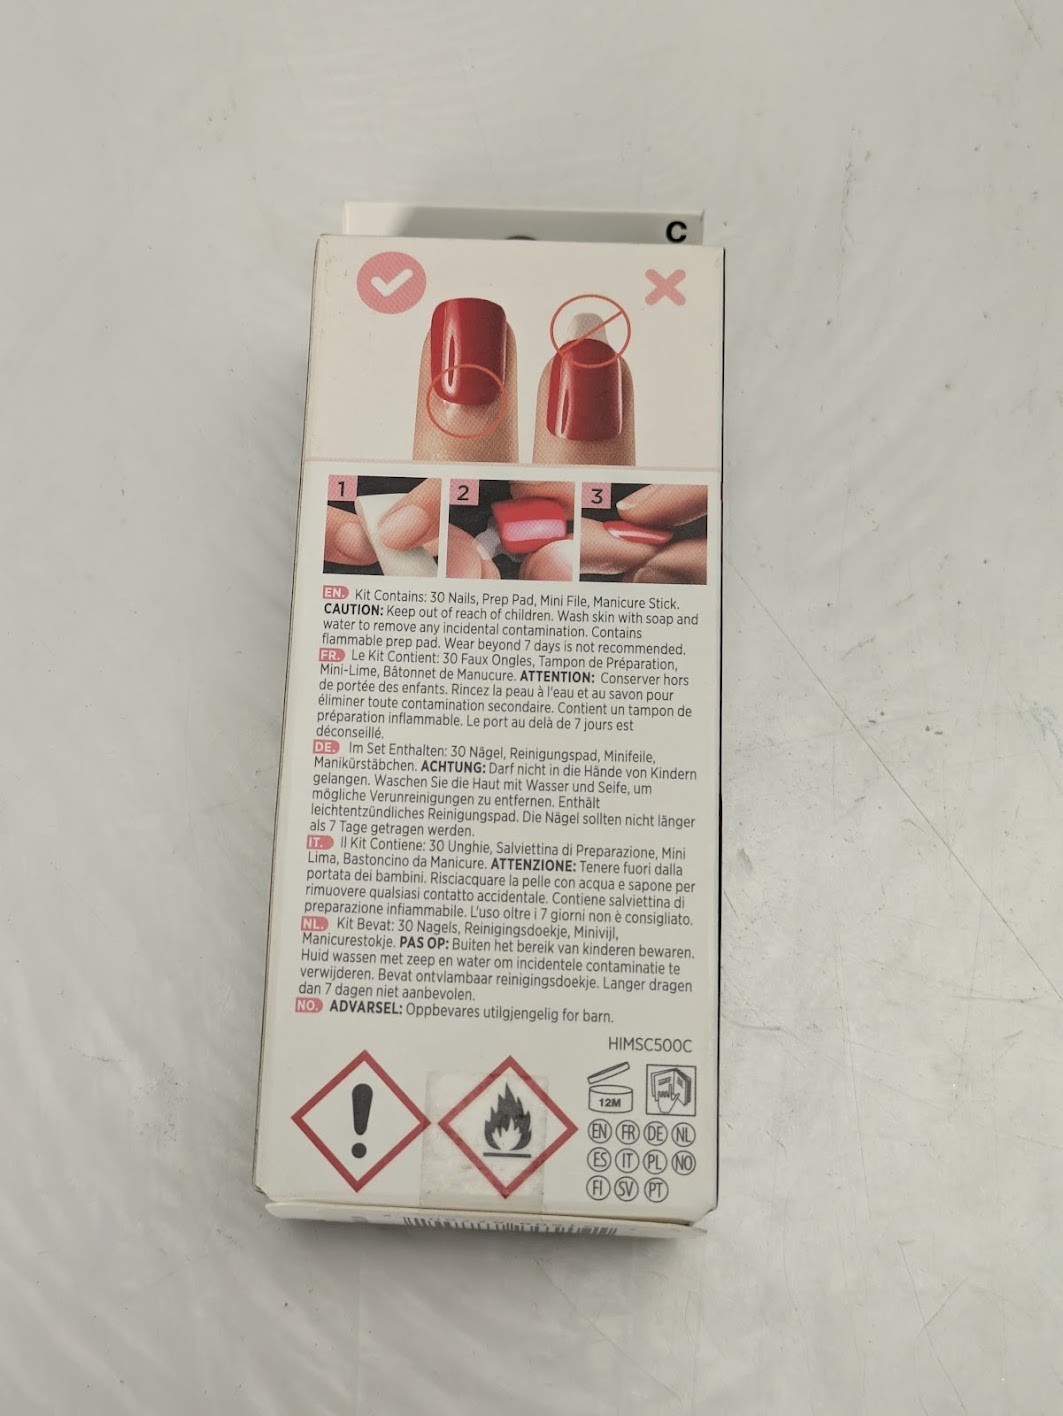 C
1 2 3
EN. Kit Contains: 30 Nails, Prep Pad, Mini File, Manicure Stick.
CAUTION: Keep out of reach of children. Wash skin with soap and
water to remove any incidental contamination. Contains
flammable prep pad. Wear beyond 7 days is not recommended.
FR. Le Kit Contient: 30 Faux Ongles, Tampon de Préparation,
Mini-Lime, Bâtonnet de Manucure. ATTENTION: Conserver hors
de portée des enfants. Rincez la peau à l'eau et au savon pour
éliminer toute contamination secondaire. Contient un tampon de
préparation inflammable. Le port au delà de 7 jours est
déconseillé.
DE. Im Set Enthalten: 30 Nägel, Reinigungspad, Minifeile,
Manikürstäbchen. ACHTUNG: Darf nicht in die Hände von Kindern
gelangen. Waschen Sie die Haut mit Wasser und Seife, um
mögliche Verunreinigungen zu entfernen. Enthält
leichtentzündliches Reinigungspad. Die Nägel sollten nicht länger
als 7 Tage getragen werden.
IT. Il Kit Contiene: 30 Unghie, Salviettina di Preparazione, Mini
Lima, Bastoncino da Manicure. ATTENZIONE: Tenere fuori dalla
portata dei bambini. Risciacquare la pelle con acqua e sapone per
rimuovere qualsiasi contatto accidentale. Contiene salviettina di
preparazione infiammabile. L'uso oltre i 7 giorni non è consigliato.
NL. Kit Bevat: 30 Nagels, Reinigingsdoekje, Minivijl,
Manicurestokje. PAS OP: Buiten het bereik van kinderen bewaren.
Huid wassen met zeep en water om incidentele contaminatie te
verwijderen. Bevat ontvlambaar reinigingsdoekje. Langer dragen
dan 7 dagen niet aanbevolen.
NO. ADVARSEL: Oppbevares utilgjengelig for barn.
HIMSC500C
12M
EN FR DE NL
ES IT PL NO
FI SV PT